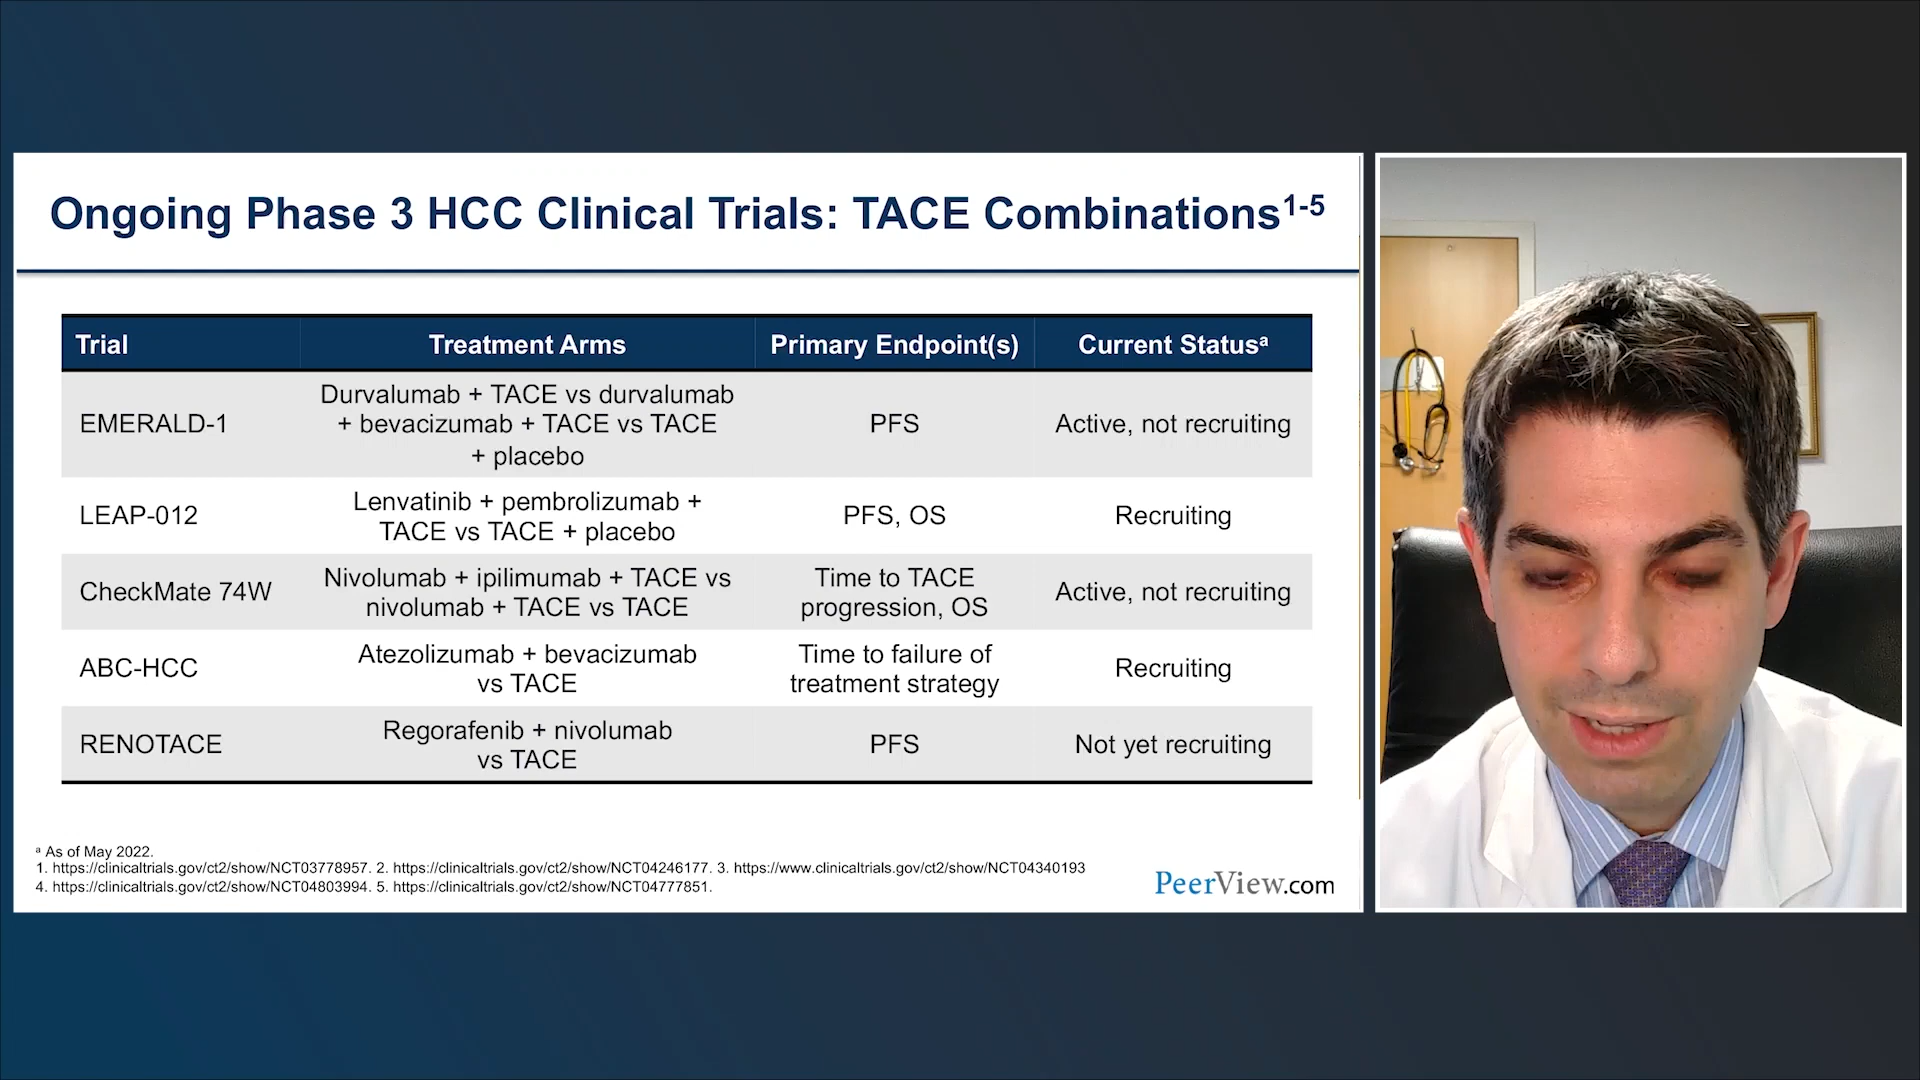 Ongoing Phase 3 HCC Clinical Trials: TACE Combinations1-5
Trial
Treatment Arms
Primary Endpoint(s)
Current Statusa
EMERALD-1
Durvalumab + TACE vs durvalumab
+ bevacizumab + TACE vs TACE
+ placebo
PFS
Active, not recruiting
LEAP-012
Lenvatinib + pembrolizumab +
TACE vs TACE + placebo
PFS, OS
Recruiting
CheckMate 74W
Nivolumab + ipilimumab + TACE vs
nivolumab + TACE vs TACE
Time to TACE
progression, OS
Active, not recruiting
ABC-HCC
Atezolizumab + bevacizumab
vs TACE
Time to failure of
treatment strategy
Recruiting
RENOTACE
Regorafenib + nivolumab
vs TACE
PFS
Not yet recruiting
a As of May 2022.
1. https://clinicaltrials.gov/ct2/show/NCT03778957. 2. https://clinicaltrials.gov/ct2/show/NCT04246177. 3. https://www.clinicaltrials.gov/ct2/show/NCT04340193
4. https://clinicaltrials.gov/ct2/show/NCT04803994. 5. https://clinicaltrials.gov/ct2/show/NCT04777851.
PeerView.com